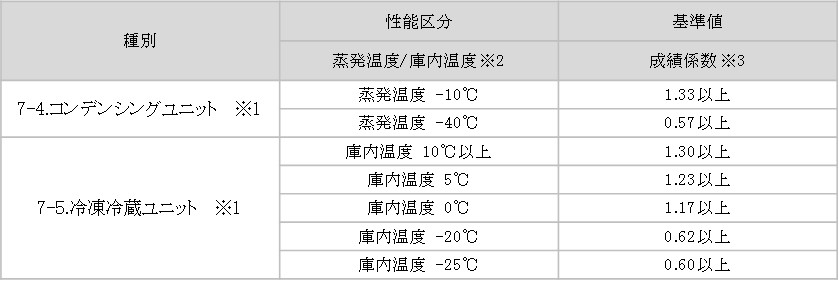 種別 性能区分 基準値
蒸発温度/庫内温度※2 成績係数※3
7-4.コンデンシングユニット ※1 蒸発温度 -10℃ 1.33以上
蒸発温度 -40℃ 0.57以上
7-5.冷凍冷蔵ユニット ※1 庫内温度 10℃以上 1.30以上
庫内温度 5℃ 1.23以上
庫内温度 0℃ 1.17以上
庫内温度 -20℃ 0.62以上
庫内温度 -25℃ 0.60以上